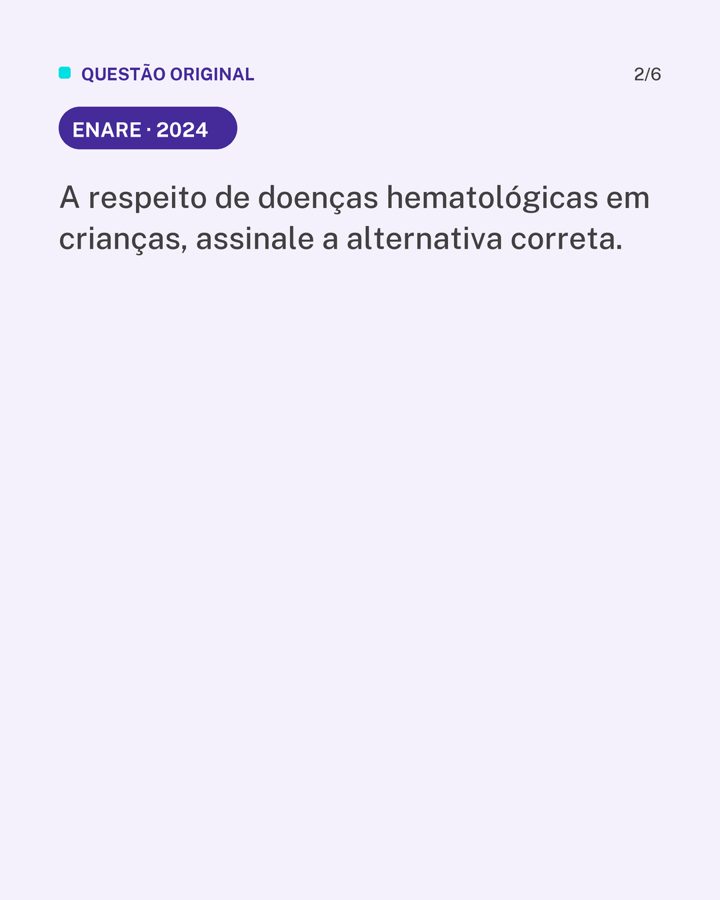 QUESTÃO ORIGINAL
2/6
ENARE · 2024
A respeito de doenças hematológicas em
crianças, assinale a alternativa correta.